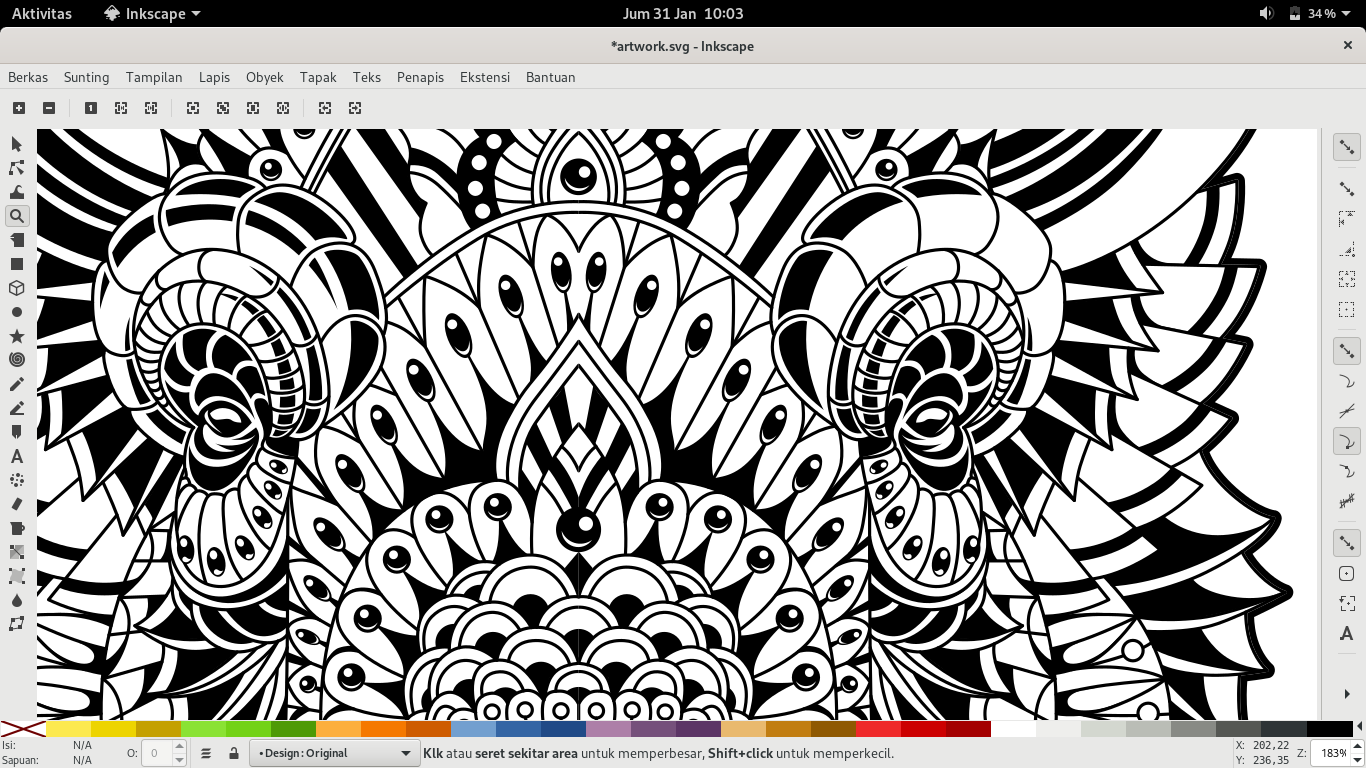 Aktivitas Inkscape Jum 31 Jan 10:03 34 %
*artwork.svg - Inkscape ×
Berkas Sunting Tampilan Lapis Obyek Tapak Teks Penapis Ekstensi Bantuan
Isi: N/A
Sapuan: N/A
O: 0
• Design: Original
Klk atau seret sekitar area untuk memperbesar, Shift+click untuk memperkecil.
X: 202,22
Y: 236,35
Z: 183%